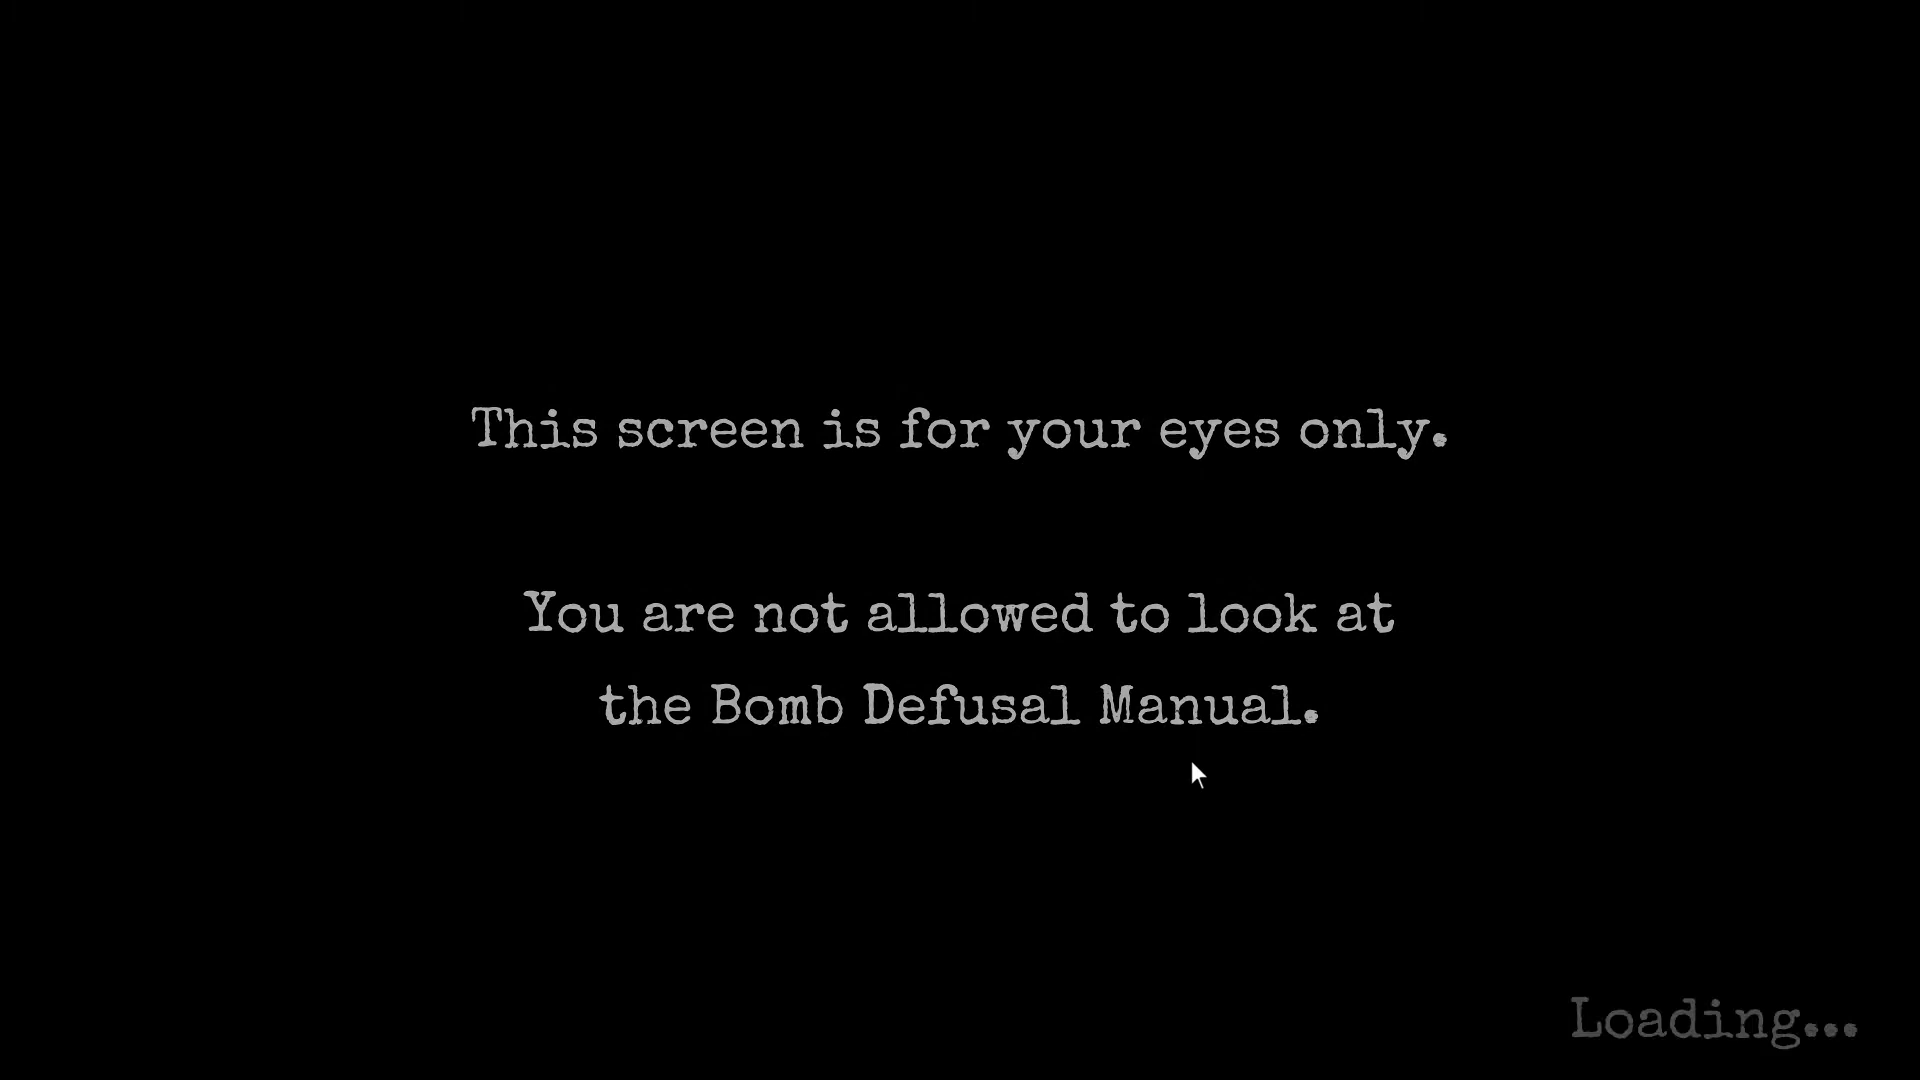 This screen is for your eyes only.
You are not allowed to look at
the Bomb Defusal Manual.
Loading...